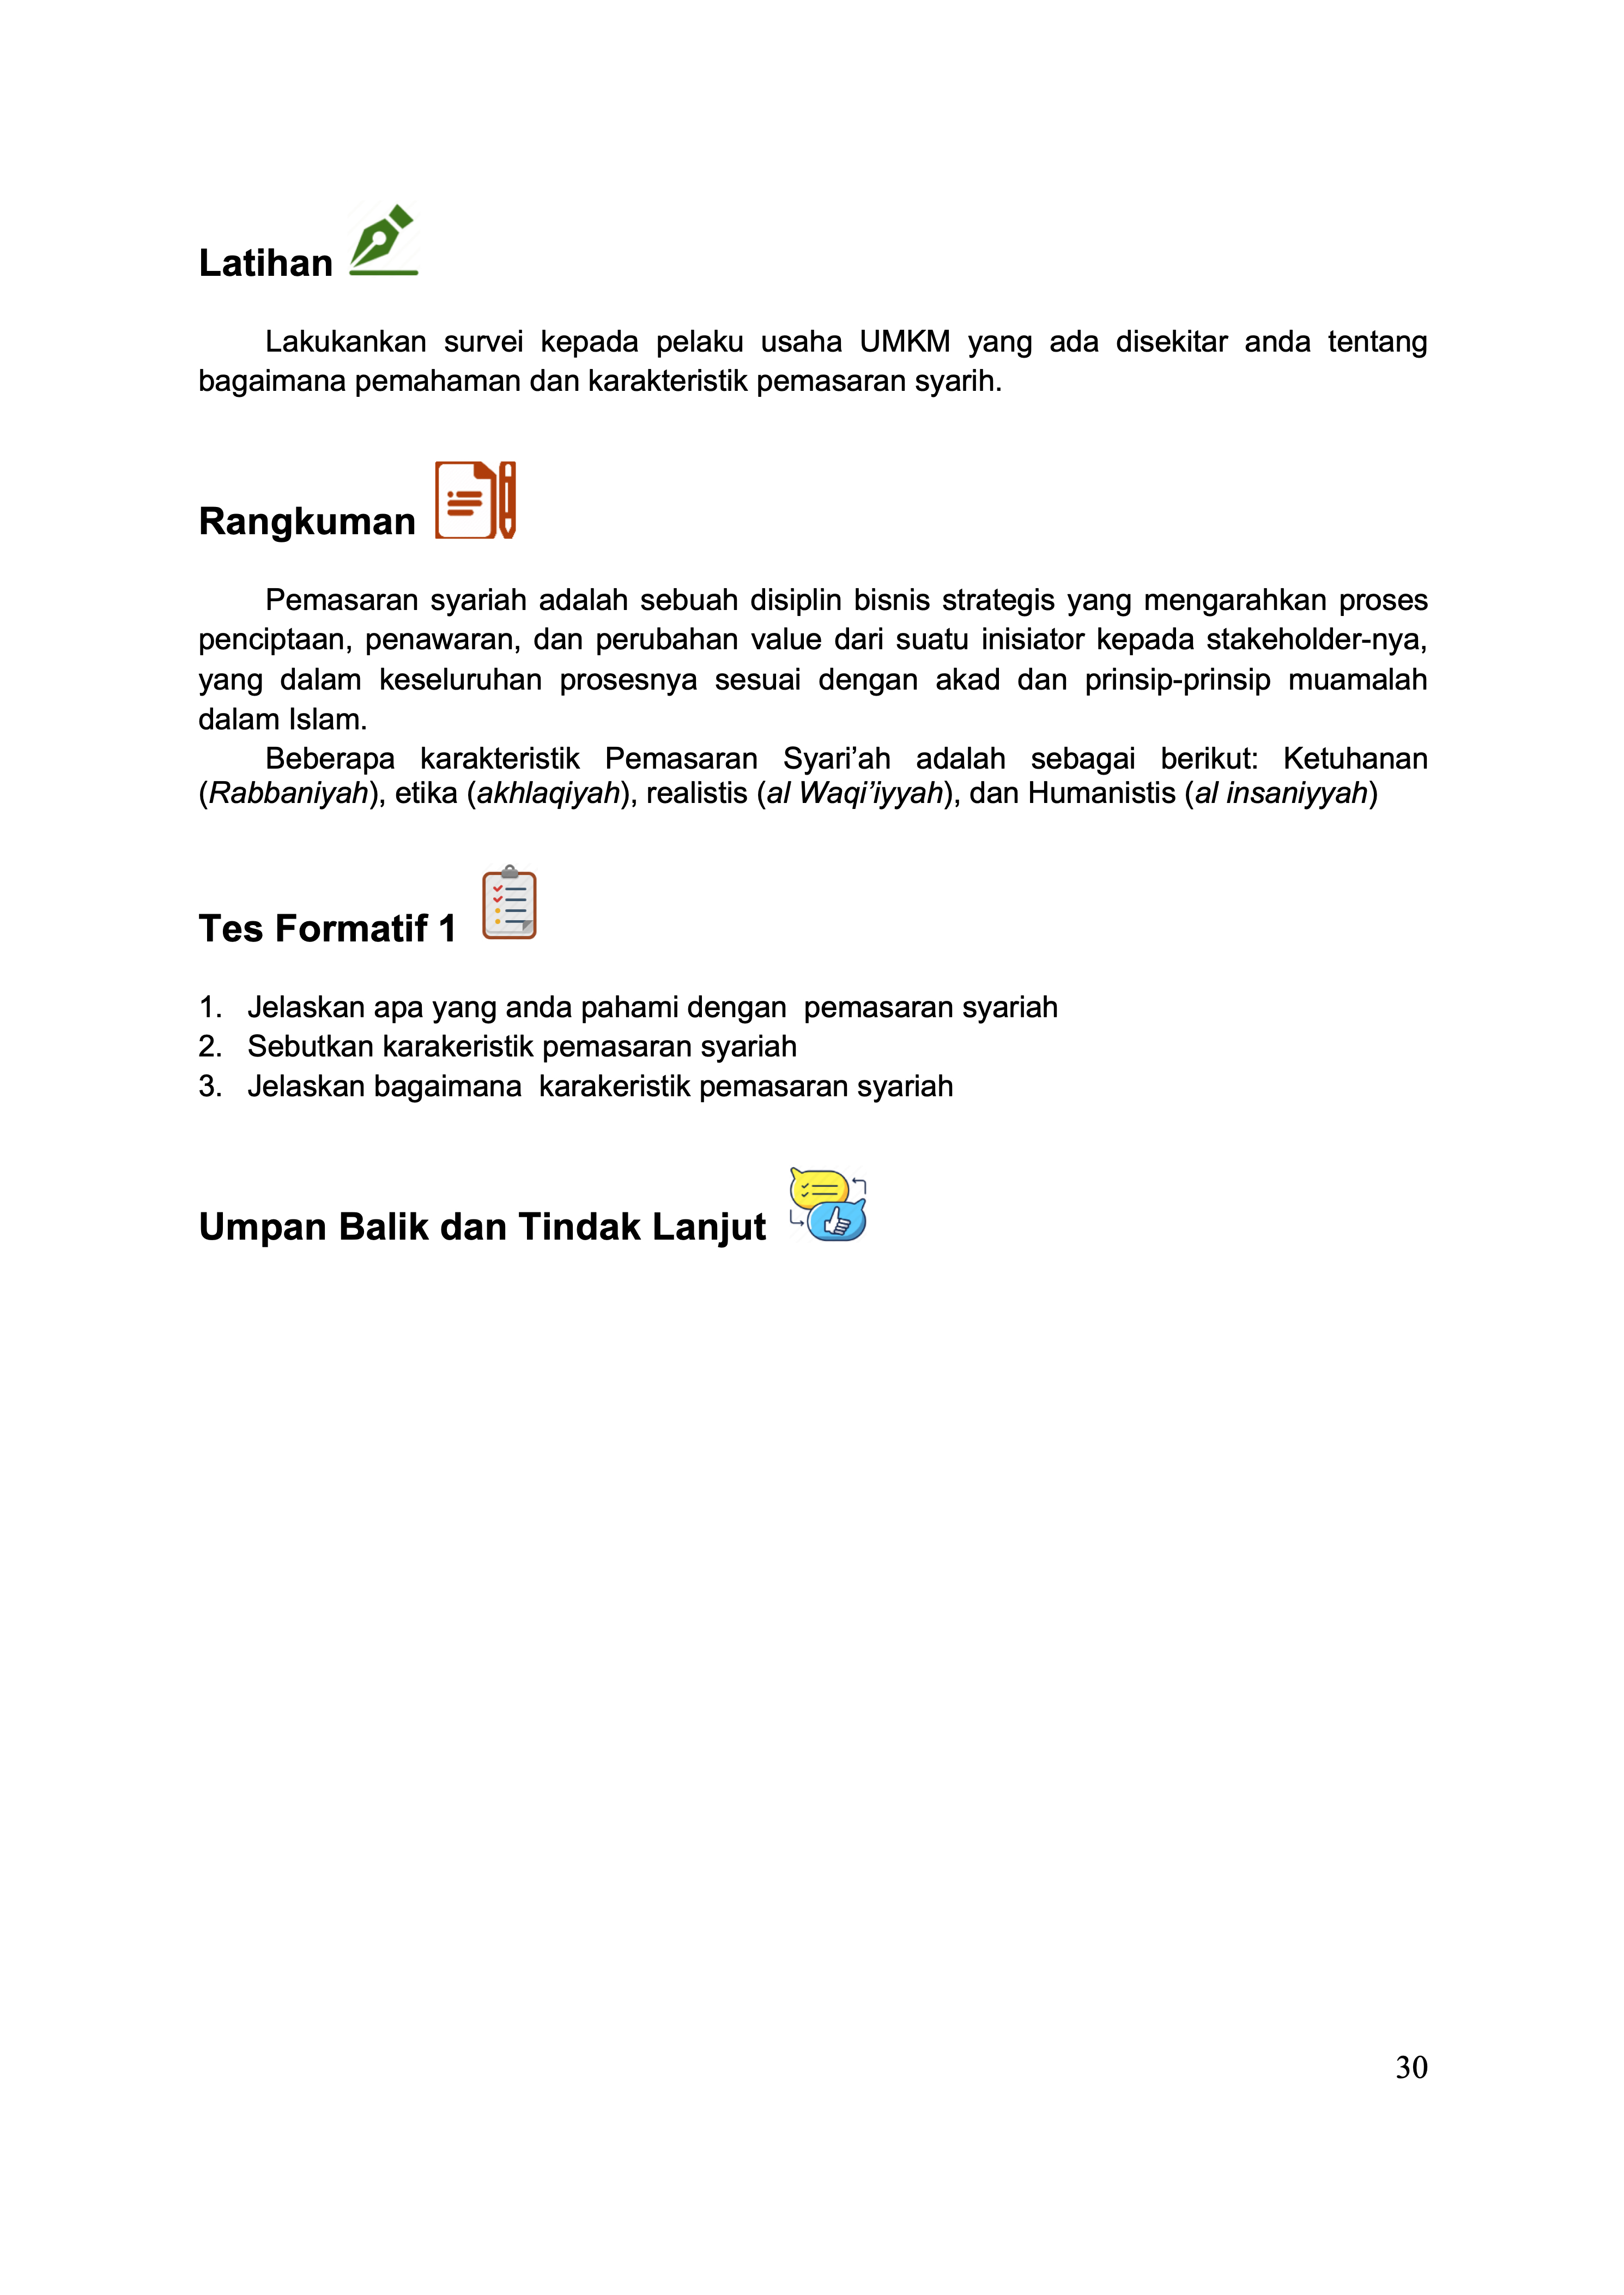 Latihan
Lakukankan survei kepada pelaku usaha UMKM yang ada disekitar anda tentang
bagaimana pemahaman dan karakteristik pemasaran syarih.
Rangkuman
Pemasaran syariah adalah sebuah disiplin bisnis strategis yang mengarahkan proses
penciptaan, penawaran, dan perubahan value dari suatu inisiator kepada stakeholder-nya,
yang dalam keseluruhan prosesnya sesuai dengan akad dan prinsip-prinsip muamalah
dalam Islam.
Beberapa karakteristik Pemasaran Syari’ah adalah sebagai berikut: Ketuhanan
(Rabbaniyah), etika (akhlaqiyah), realistis (al Waqi’iyyah), dan Humanistis (al insaniyyah)
Tes Formatif 1
1. Jelaskan apa yang anda pahami dengan  pemasaran syariah
2. Sebutkan karakeristik pemasaran syariah
3. Jelaskan bagaimana  karakeristik pemasaran syariah
Umpan Balik dan Tindak Lanjut
30